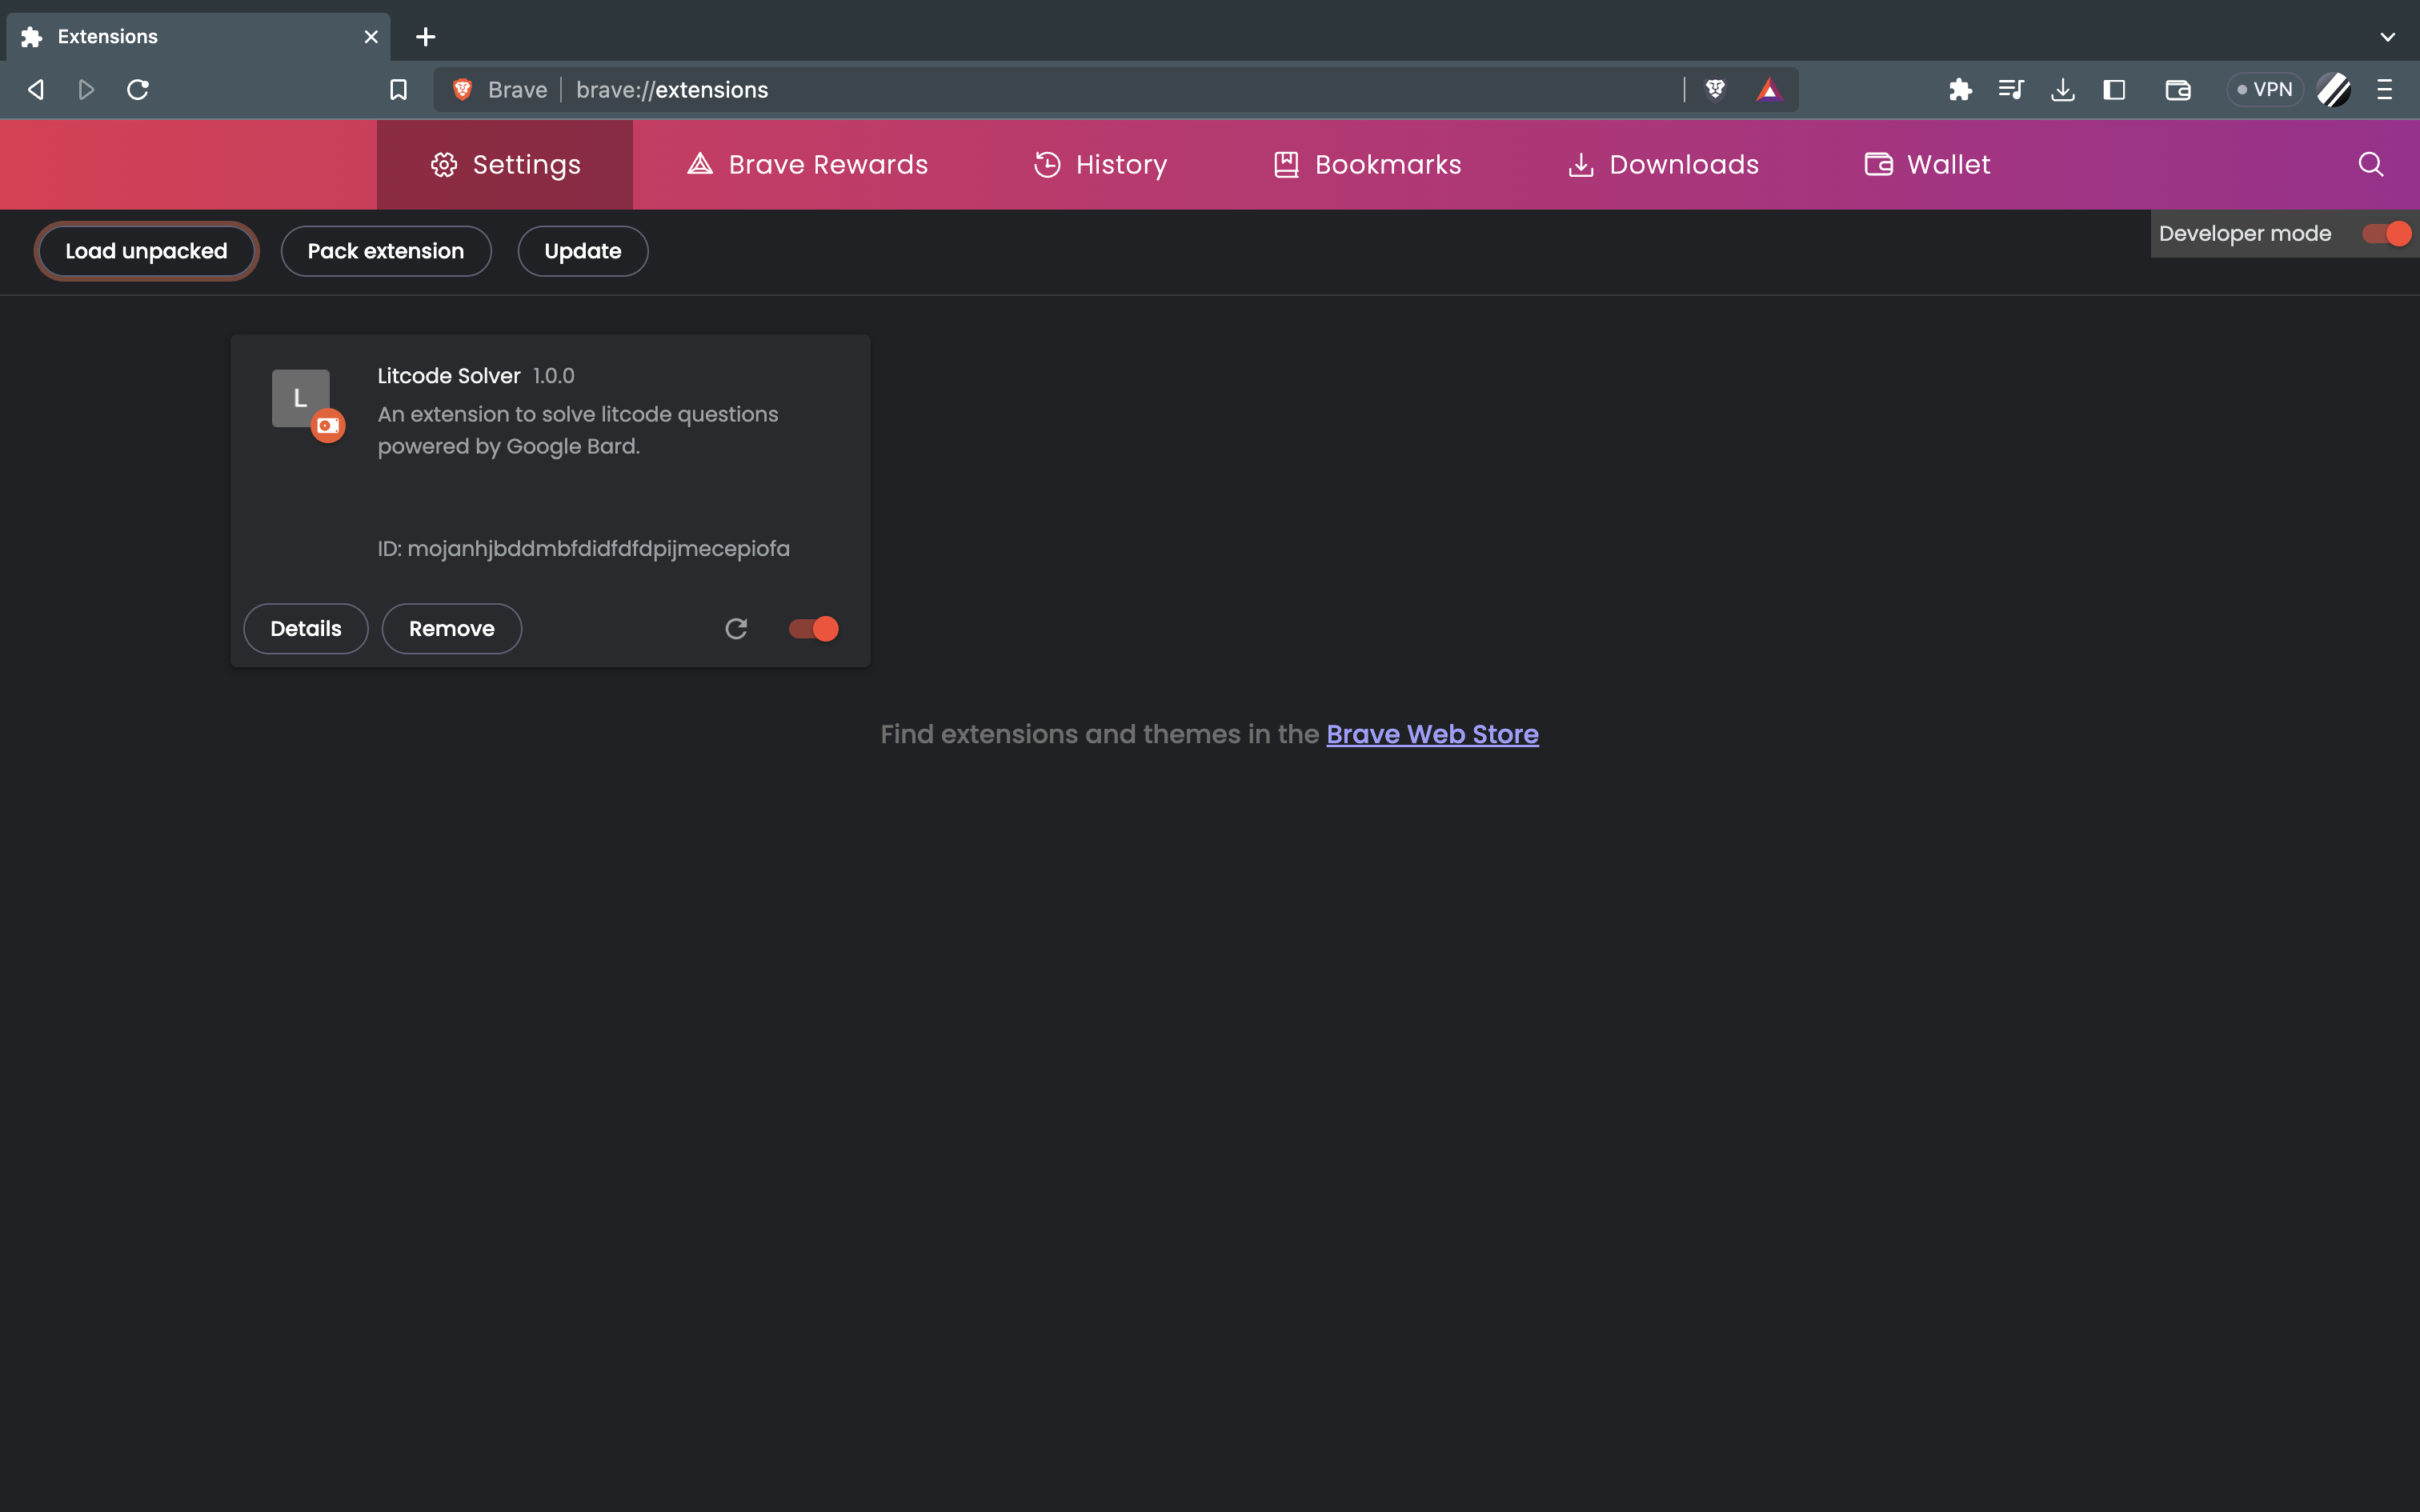 Extensions
Brave
brave://extensions
VPN
Settings
Brave Rewards
History
Bookmarks
Downloads
Wallet
Load unpacked
Pack extension
Update
Developer mode
L
Litcode Solver 1.0.0
An extension to solve litcode questions
powered by Google Bard.
ID: mojanhjbddmbfdidfdfdpijmecepiofa
Details
Remove
Find extensions and themes in the Brave Web Store